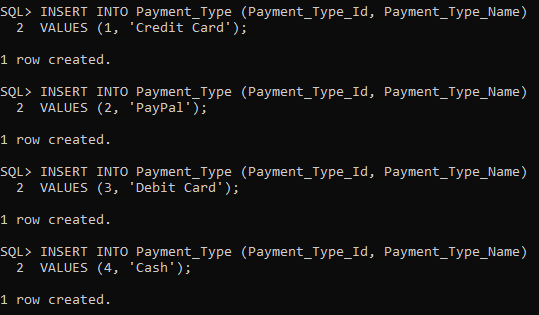 SQL> INSERT INTO Payment_Type (Payment_Type_Id, Payment_Type_Name)
  2  VALUES (1, 'Credit Card');
1 row created.
SQL> INSERT INTO Payment_Type (Payment_Type_Id, Payment_Type_Name)
  2  VALUES (2, 'PayPal');
1 row created.
SQL> INSERT INTO Payment_Type (Payment_Type_Id, Payment_Type_Name)
  2  VALUES (3, 'Debit Card');
1 row created.
SQL> INSERT INTO Payment_Type (Payment_Type_Id, Payment_Type_Name)
  2  VALUES (4, 'Cash');
1 row created.